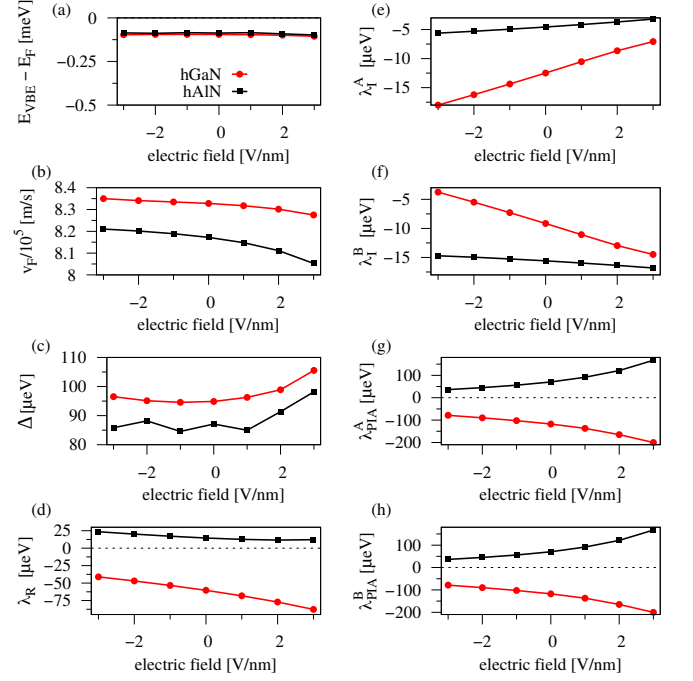 (a)
E_VBE − E_F [meV]
0
−0.25
−0.5
hGaN
hAlN
−2 0 2
electric field [V/nm]
(b)
v_F/10^5 [m/s]
8.4
8.3
8.2
8.1
8
−2 0 2
electric field [V/nm]
(c)
Δ [μeV]
110
100
90
80
−2 0 2
electric field [V/nm]
(d)
λ_R [μeV]
25
0
−50
−75
−2 0 2
electric field [V/nm]
(e)
λ_I^A [μeV]
−5
−10
−15
−2 0 2
electric field [V/nm]
(f)
λ_I^B [μeV]
−5
−10
−15
−2 0 2
electric field [V/nm]
(g)
λ_PIA^A [μeV]
100
0
−100
−200
−2 0 2
electric field [V/nm]
(h)
λ_PIA^B [μeV]
100
0
−100
−200
−2 0 2
electric field [V/nm]